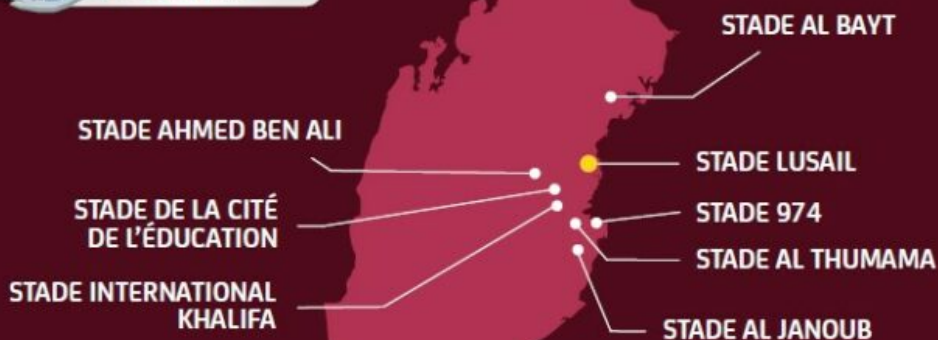 STADE AL BAYT
STADE AHMED BEN ALI
STADE LUSAIL
STADE DE LA CITÉ
DE L'ÉDUCATION
STADE 974
STADE AL THUMAMA
STADE INTERNATIONAL
KHALIFA
STADE AL JANOUB